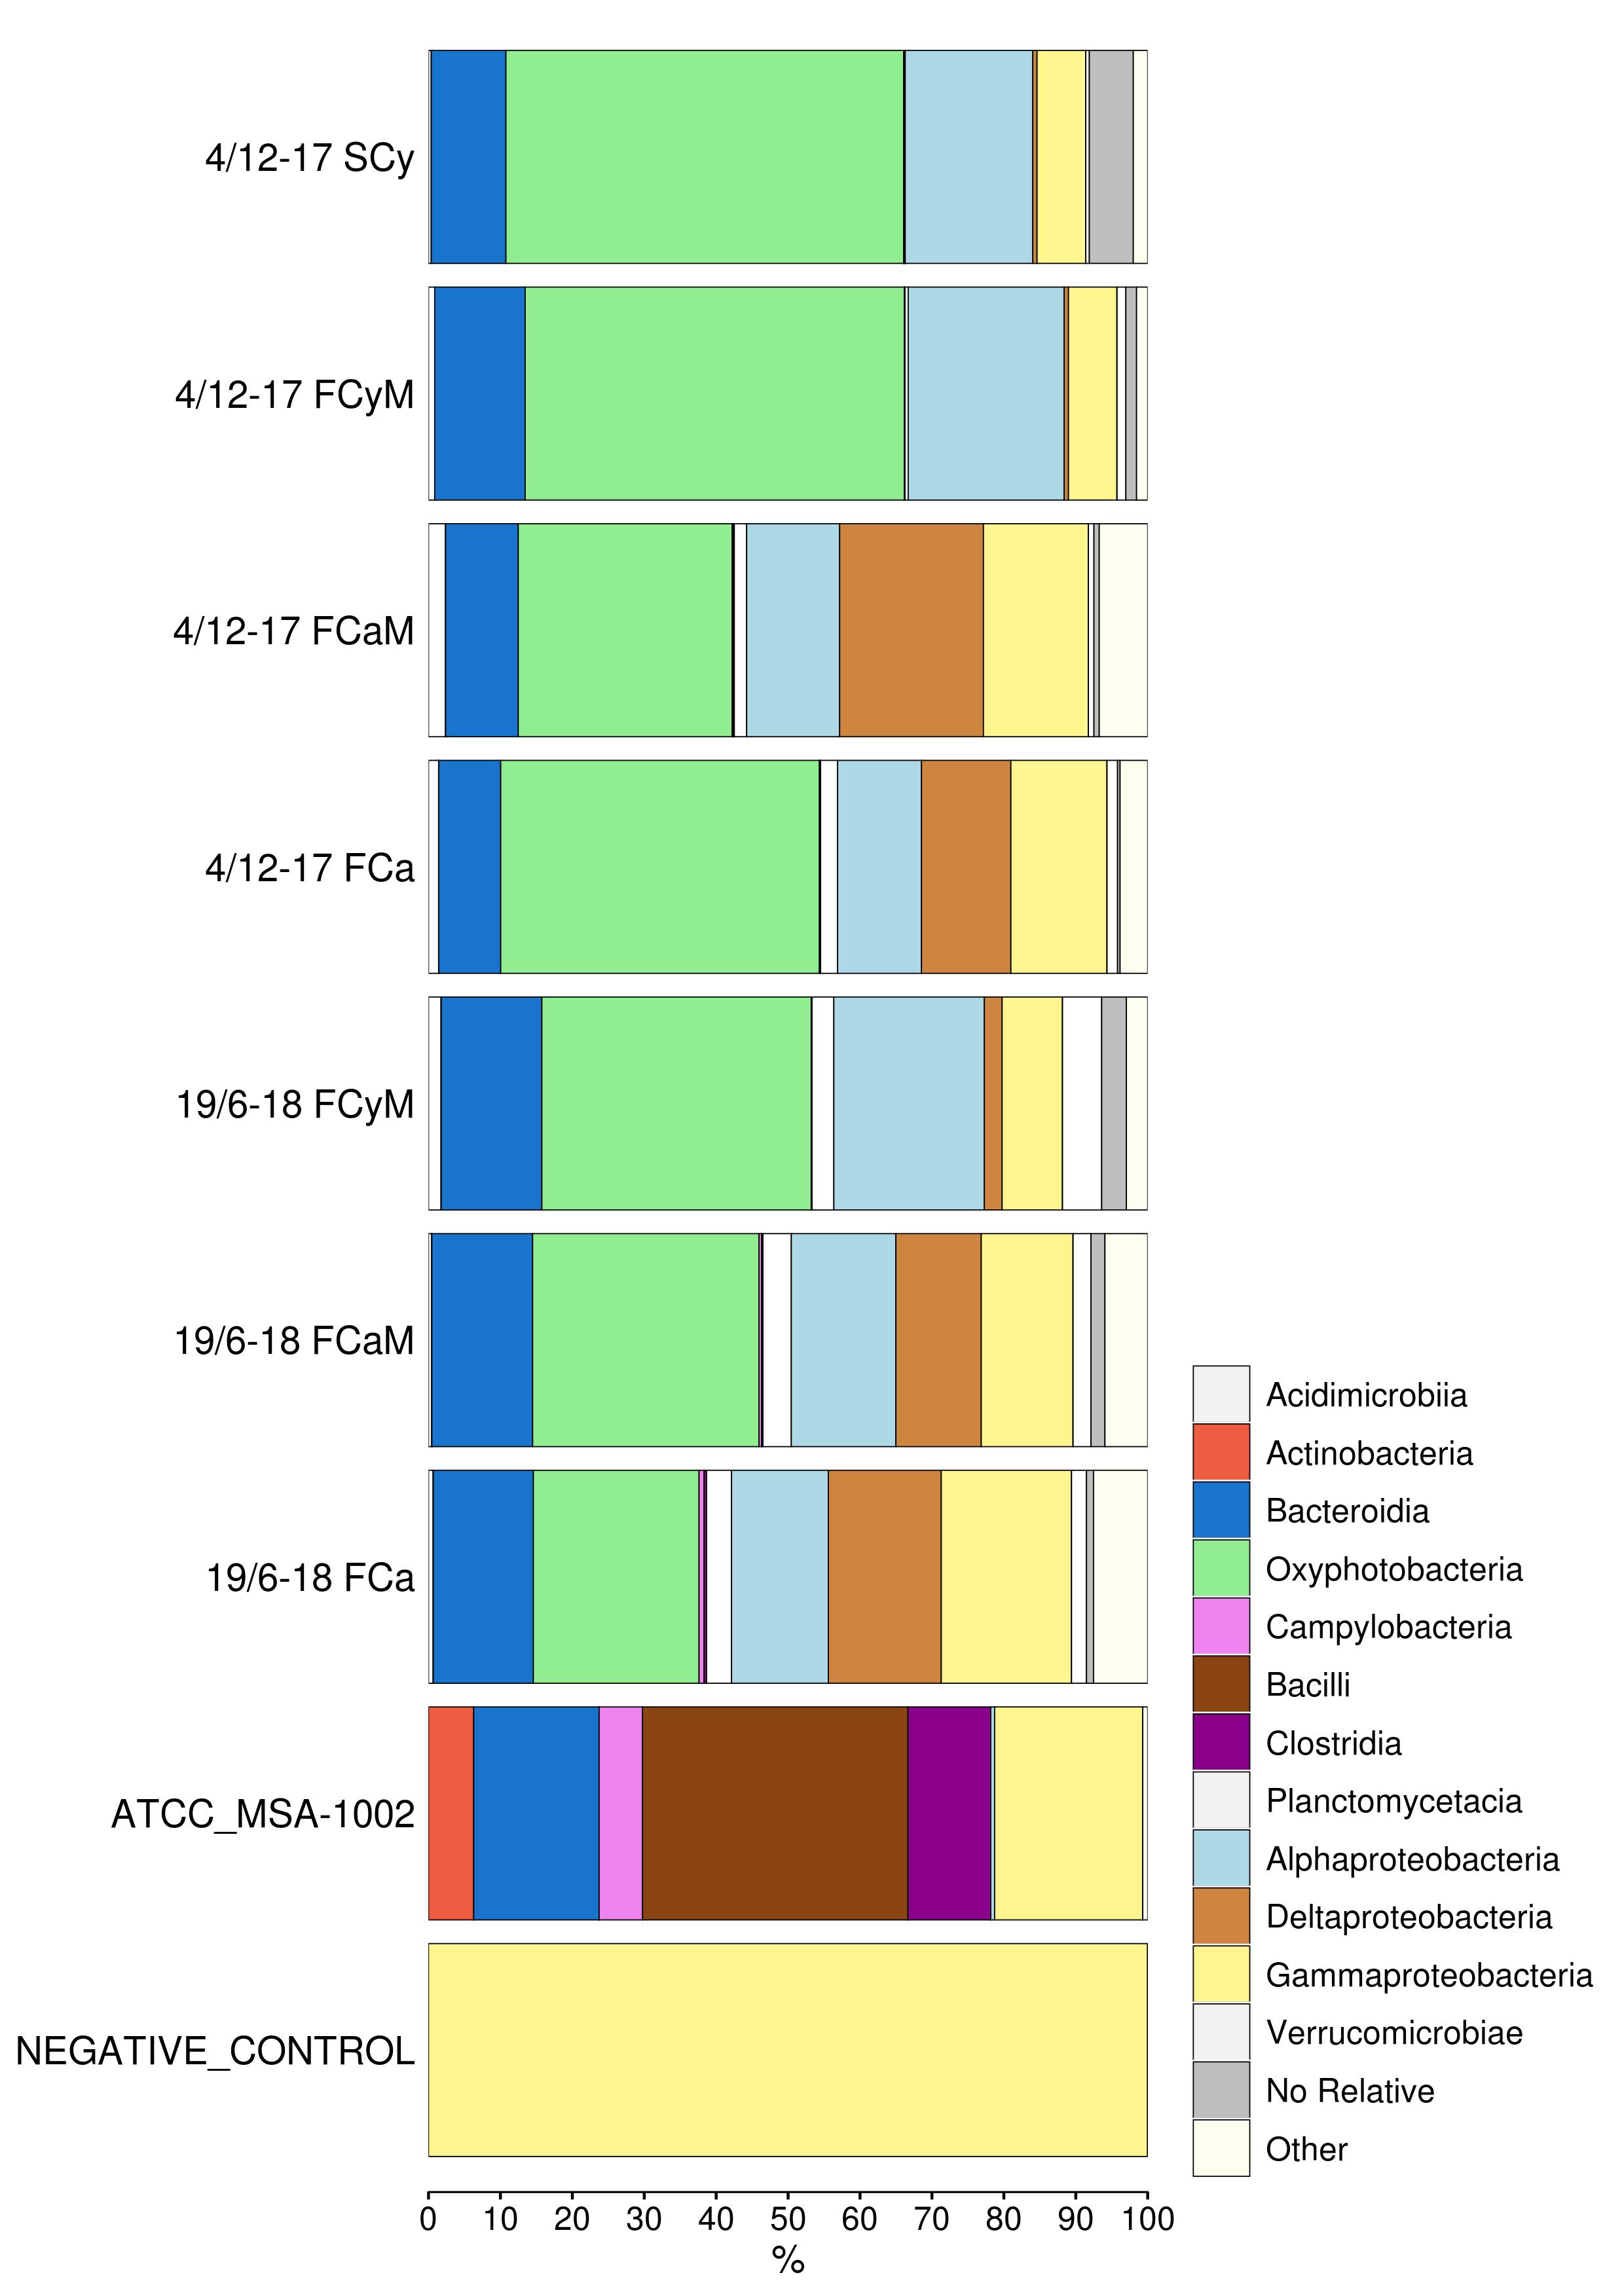 4/12-17 SCy
4/12-17 FCyM
4/12-17 FCaM
4/12-17 FCa
19/6-18 FCyM
19/6-18 FCaM
19/6-18 FCa
ATCC_MSA-1002
NEGATIVE_CONTROL
Acidimicrobiia
Actinobacteria
Bacteroidia
Oxyphotobacteria
Campylobacteria
Bacilli
Clostridia
Planctomycetacia
Alphaproteobacteria
Deltaproteobacteria
Gammaproteobacteria
Verrucomicrobiae
No Relative
Other
0 10 20 30 40 50 60 70 80 90 100
%